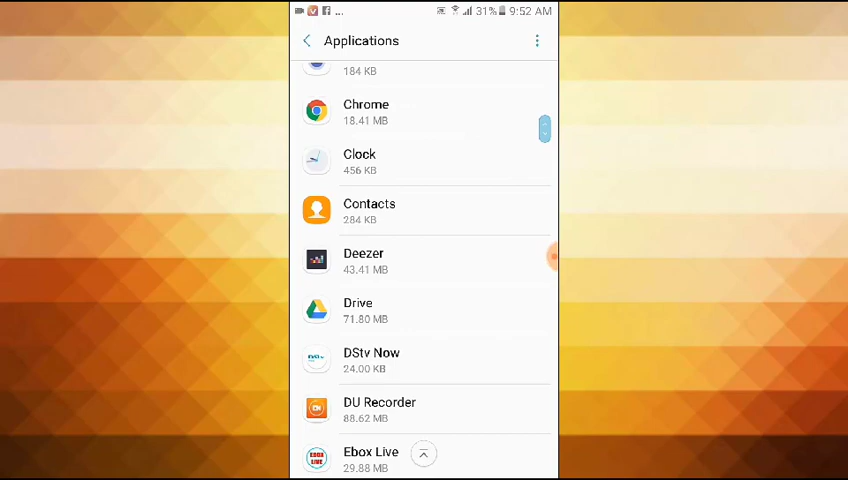 ... 31% 9:52 AM
Applications
184 KB
Chrome
18.41 MB
Clock
456 KB
Contacts
284 KB
Deezer
43.41 MB
Drive
71.80 MB
DStv Now
24.00 KB
DU Recorder
88.62 MB
EBOX
LIVE
Ebox Live
29.88 MB